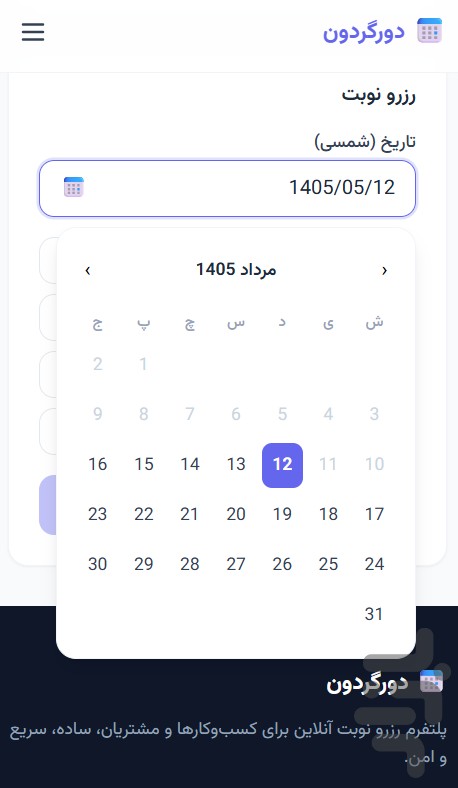 دورگردون
رزرو نوبت
تاریخ (شمسی)
1405/05/12
‹ مرداد 1405 ›
ش ی د س چ پ ج
1 2
3 4 5 6 7 8 9
10 11 12 13 14 15 16
17 18 19 20 21 22 23
24 25 26 27 28 29 30
31
دورگردون
پلتفرم رزرو نوبت آنلاین برای کسب‌وکارها و مشتریان، ساده، سریع
و امن.